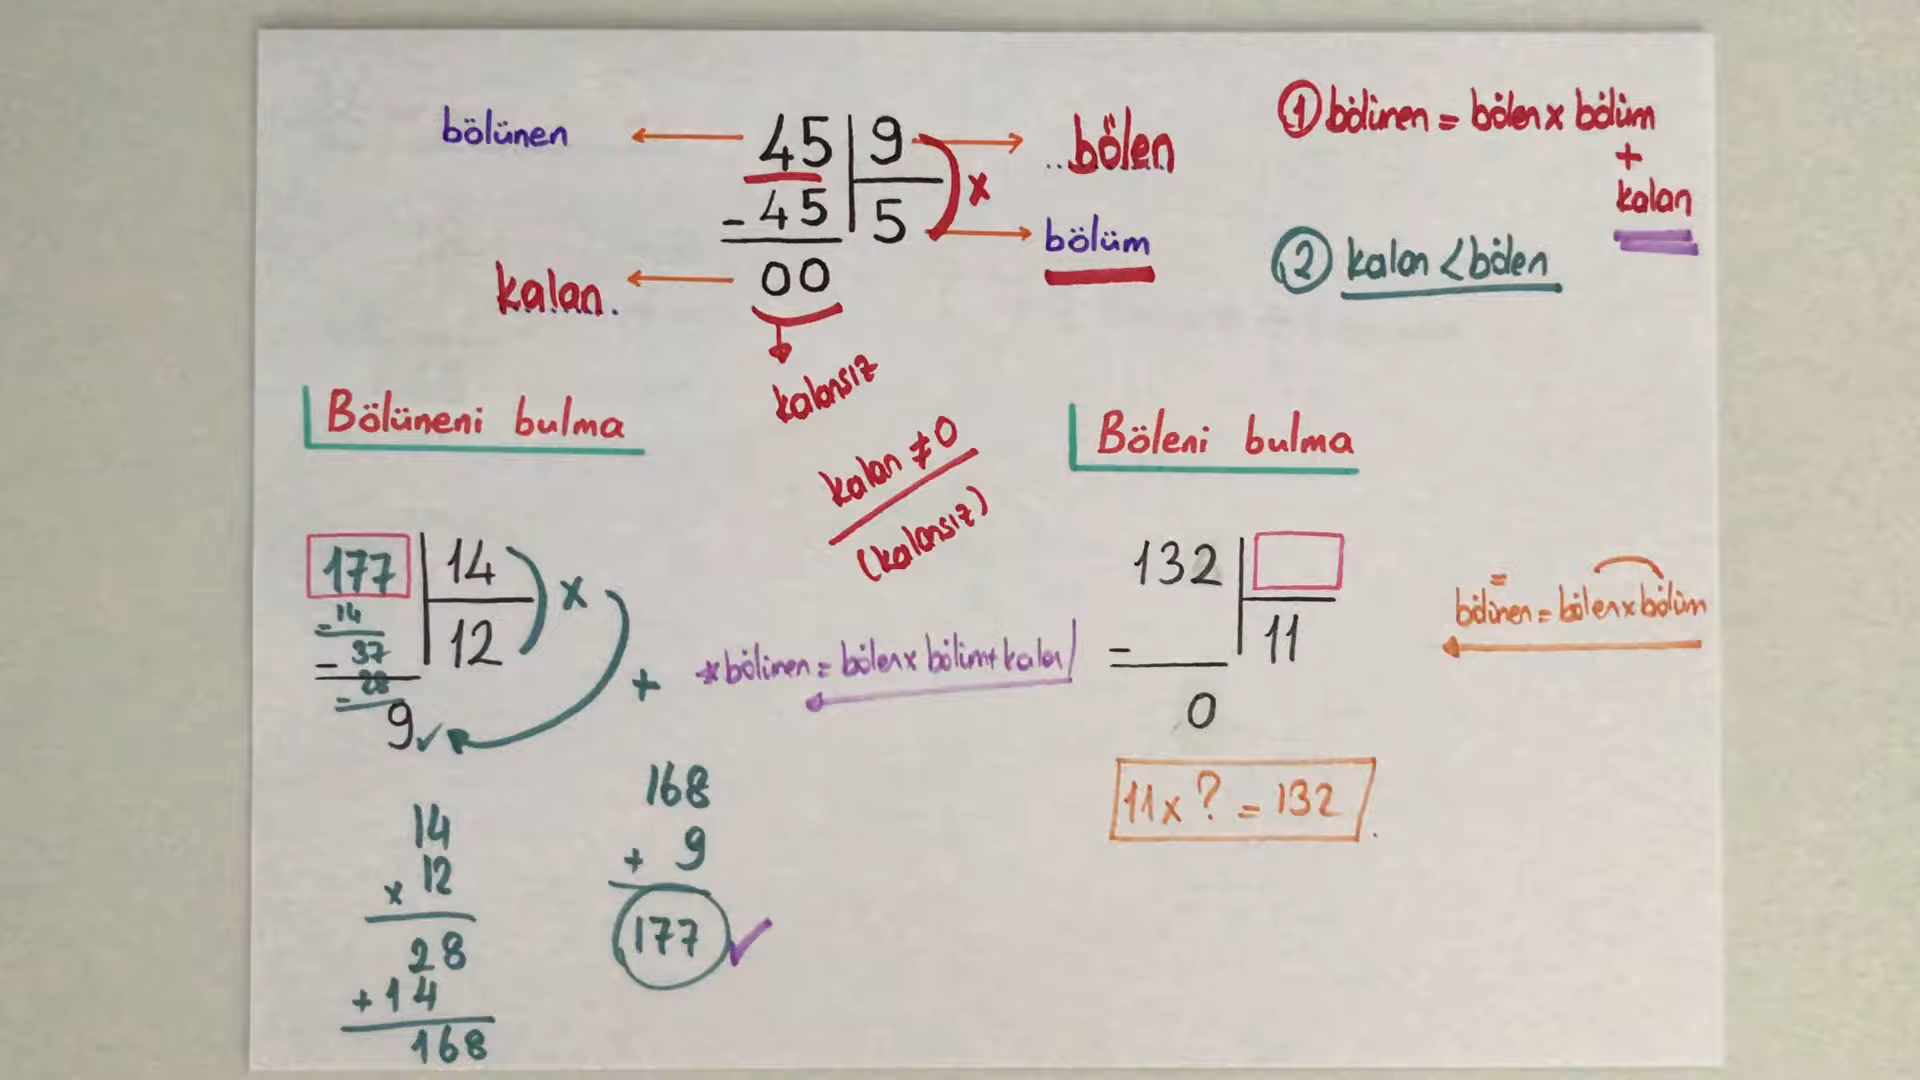 bölünen
45 9
- 45 5
00
x
bölen
bölüm
kalan.
kalansız
① bölünen = bölen x bölüm
+
kalan
② kalan < bölen
kalan ≠ 0
(kalansız)
Bölüneni bulma
177 14
- 14 12
37
- 28
9
x
+
* bölünen = bölen x bölüm + kalan
14
x 12
28
+ 14
168
168
+ 9
177
Böleni bulma
132
11
-
0
bölünen = bölen x bölüm
11 x ? = 132